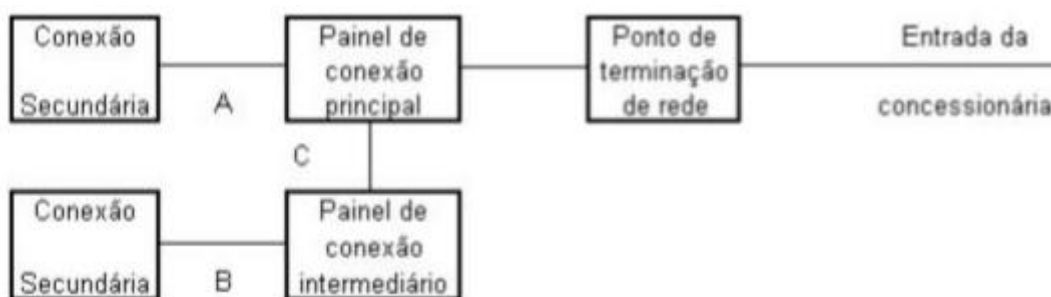 Conexão
Secundária
A
Painel de
conexão
principal
Ponto de
terminação
de rede
Entrada da
concessionária
C
Conexão
Secundária
B
Painel de
conexão
intermediário